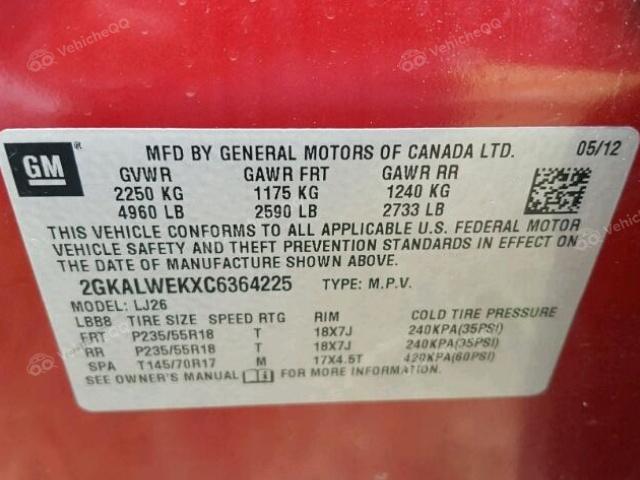 VehicheQQ VehicheQQ
GM
MFD BY GENERAL MOTORS OF CANADA LTD. 05/12
GVWR GAWR FRT GAWR RR
2250 KG 1175 KG 1240 KG
4960 LB 2590 LB 2733 LB
THIS VEHICLE CONFORMS TO ALL APPLICABLE U.S. FEDERAL MOTOR
VEHICLE SAFETY AND THEFT PREVENTION STANDARDS IN EFFECT ON
THE DATE OF MANUFACTURE SHOWN ABOVE.
2GKALWEKXC6364225 TYPE: M.P.V.
MODEL: LJ26
LBB8 TIRE SIZE SPEED RTG RIM COLD TIRE PRESSURE
FRT P235/55R18 T 18X7J 240KPA(35PSI)
RR P235/55R18 T 18X7J 240KPA(35PSI)
SPA T145/70R17 M 17X4.5T 420KPA(60PSI)
SEE OWNER'S MANUAL FOR MORE INFORMATION.